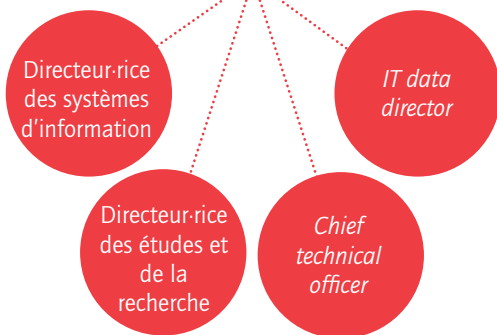 Directeur·rice
des systèmes
d'information
IT data
director
Directeur·rice
des études et
de la
recherche
Chief
technical
officer